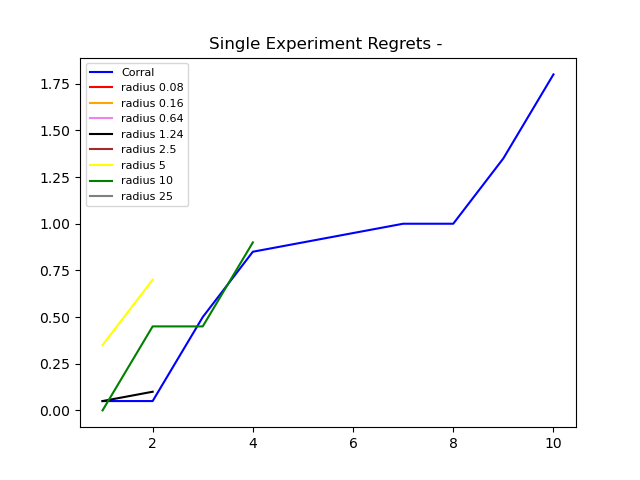 Single Experiment Regrets -
Corral
radius 0.08
radius 0.16
radius 0.64
radius 1.24
radius 2.5
radius 5
radius 10
radius 25
1.75
1.50
1.25
1.00
0.75
0.50
0.25
0.00
2 4 6 8 10